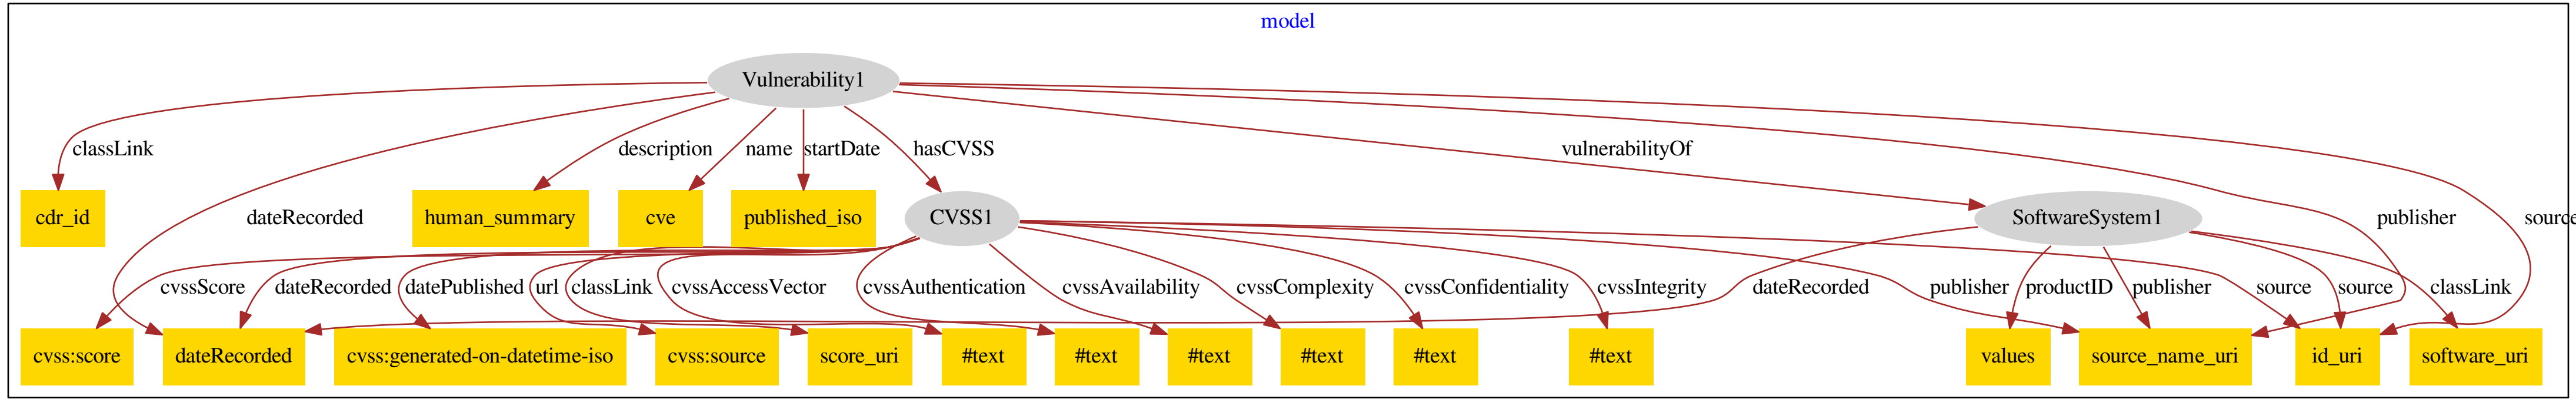 model
Vulnerability1
classLink
description
name
startDate
hasCVSS
vulnerabilityOf
cdr_id
dateRecorded
human_summary
cve
published_iso
CVSS1
SoftwareSystem1
publisher
source
cvssScore
dateRecorded
datePublished
url
classLink
cvssAccessVector
cvssAuthentication
cvssAvailability
cvssComplexity
cvssConfidentiality
cvssIntegrity
dateRecorded
publisher
productID
publisher
source
source
classLink
cvss:score
dateRecorded
cvss:generated-on-datetime-iso
cvss:source
score_uri
#text
#text
#text
#text
#text
#text
values
source_name_uri
id_uri
software_uri